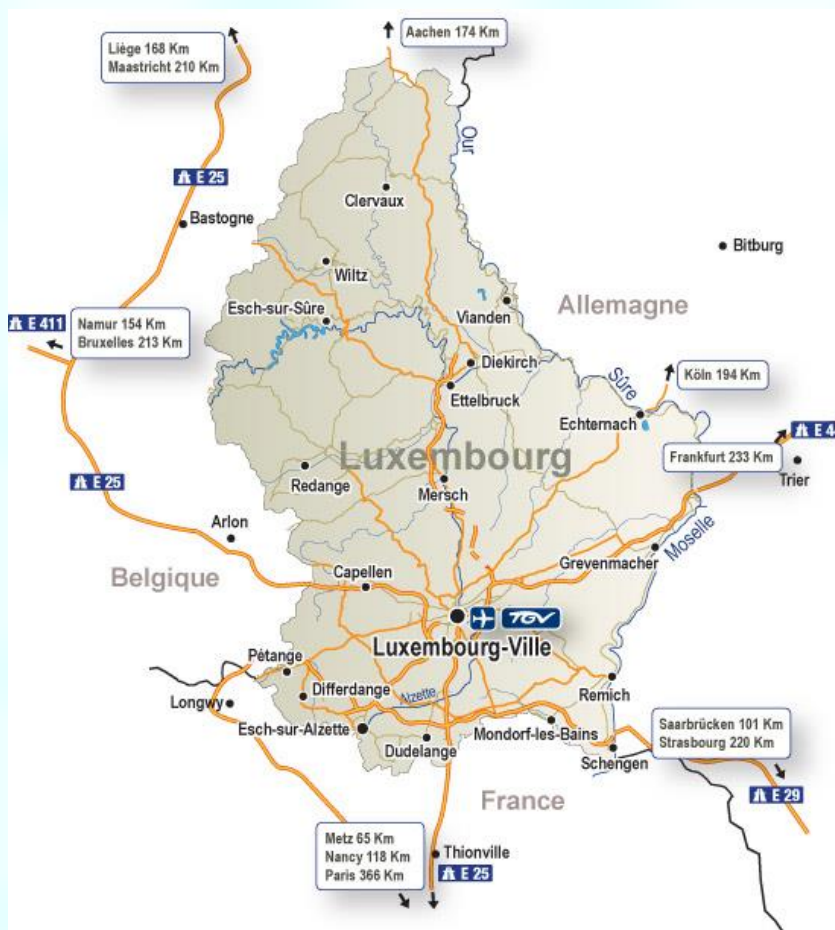 Aachen 174 Km
Liège 168 Km
Maastricht 210 Km
Our
E 25
Clervaux
Bastogne
Bitburg
Wiltz
Allemagne
Vianden
Esch-sur-Sûre
E 411
Namur 154 Km
Bruxelles 213 Km
Diekirch
Sûre
Köln 194 Km
Ettelbruck
Echternach
E 4
Luxembourg
Frankfurt 233 Km
Trier
E 25
Redange
Mersch
Arlon
Moselle
Grevenmacher
Belgique
Capellen
TGV
Luxembourg-Ville
Pétange
Remich
Differdange
Alzette
Longwy
Esch-sur-Alzette
Mondorf-les-Bains
Saarbrücken 101 Km
Strasbourg 220 Km
Dudelange
Schengen
E 29
France
Metz 65 Km
Nancy 118 Km
Paris 366 Km
Thionville
E 25